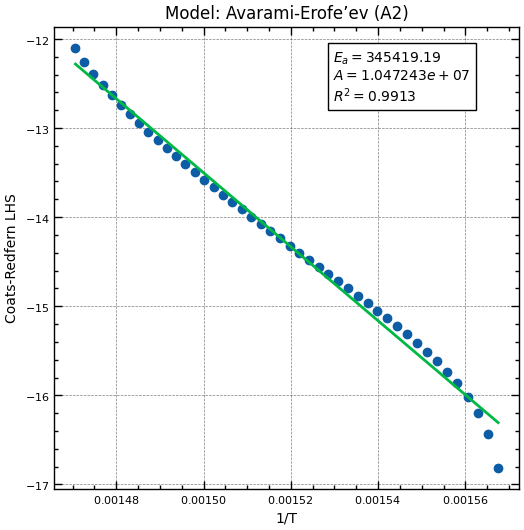 Model: Avarami-Erofe’ev (A2)
E_a = 345419.19
A = 1.047243e + 07
R² = 0.9913
Coats-Redfern LHS
−12
−13
−14
−15
−16
−17
0.00148 0.00150 0.00152 0.00154 0.00156
1/T